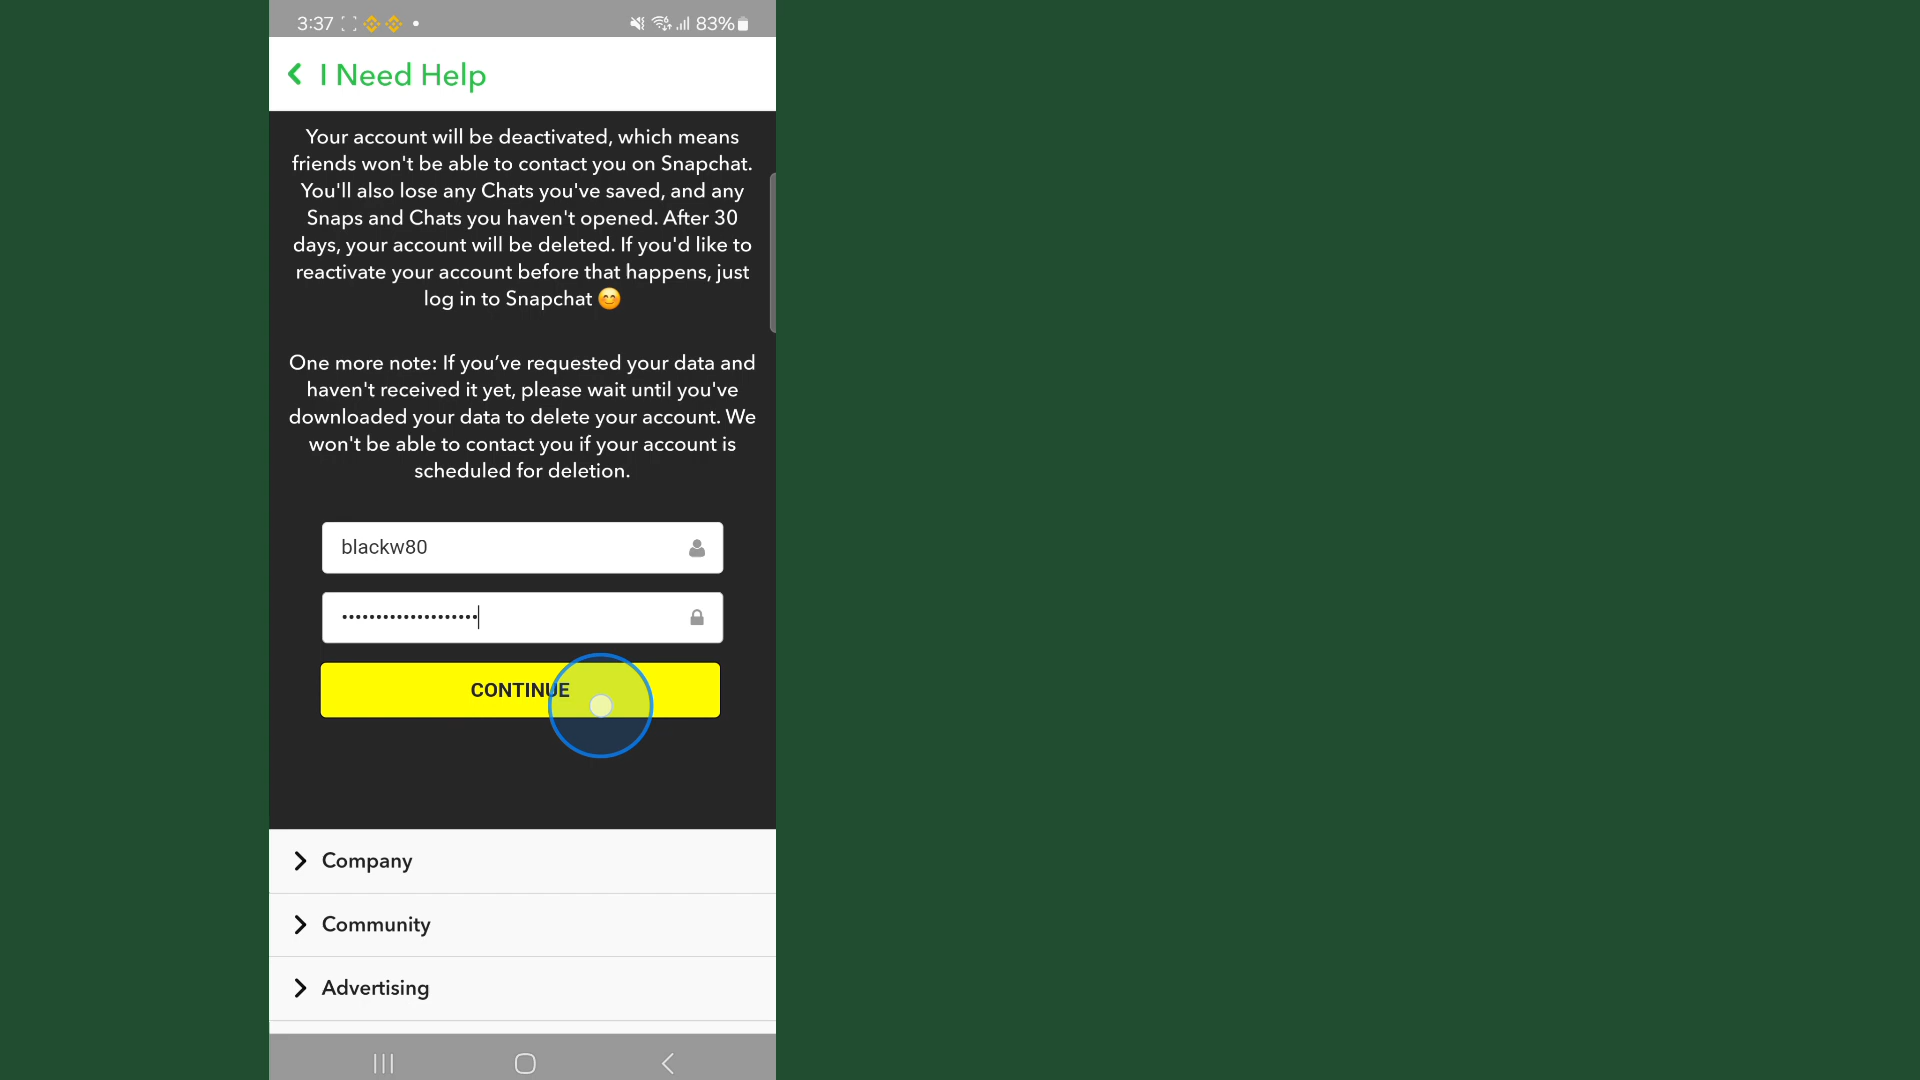 3:37
83%
I Need Help
Your account will be deactivated, which means
friends won't be able to contact you on Snapchat.
You'll also lose any Chats you've saved, and any
Snaps and Chats you haven't opened. After 30
days, your account will be deleted. If you'd like to
reactivate your account before that happens, just
log in to Snapchat 😊
One more note: If you’ve requested your data and
haven't received it yet, please wait until you've
downloaded your data to delete your account. We
won't be able to contact you if your account is
scheduled for deletion.
blackw80
CONTINUE
Company
Community
Advertising